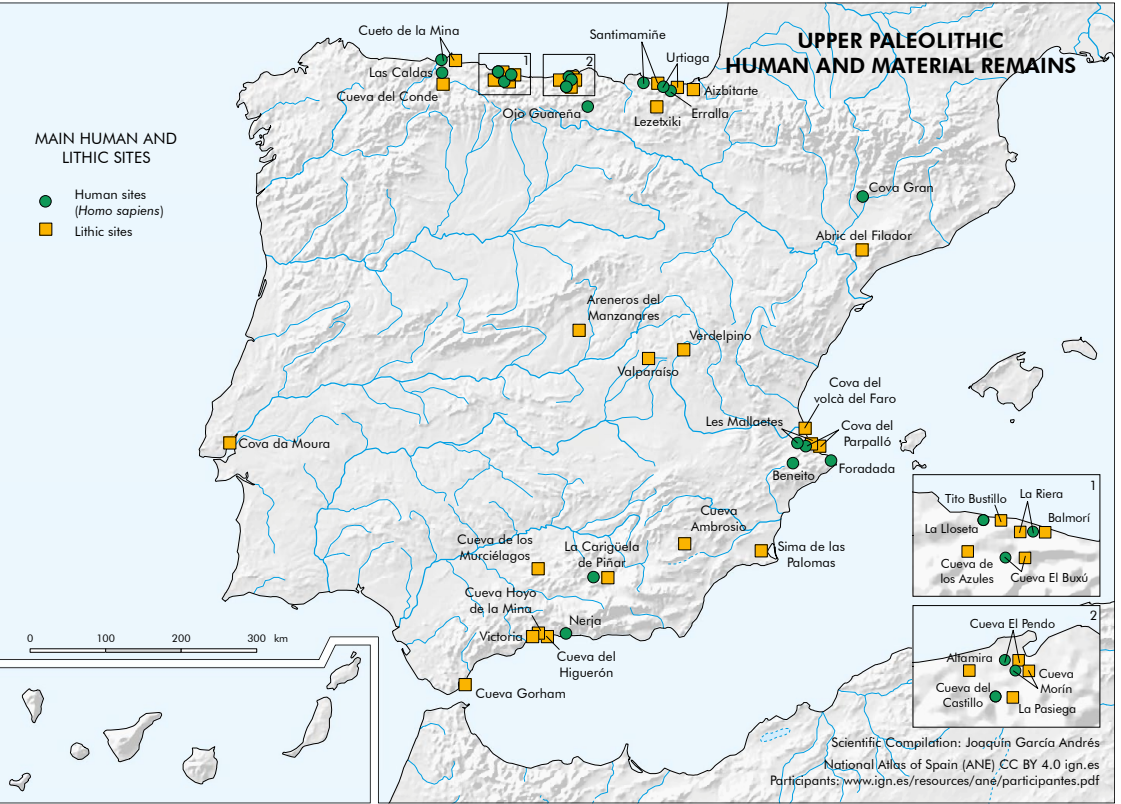 UPPER PALEOLITHIC
HUMAN AND MATERIAL REMAINS
MAIN HUMAN AND
LITHIC SITES
Human sites
(Homo sapiens)
Lithic sites
Cueto de la Mina
Las Caldas
Cueva del Conde
1
2
Ojo Guareña
Santimamiñe
Urtiaga
Aizbitarte
Erralla
Lezetxiki
Cova Gran
Abric del Filador
Areneros del
Manzanares
Verdelpino
Valparaíso
Cova del
volcà del Faro
Les Mallaetes
Cova del
Parpalló
Foradada
Beneito
Cova da Moura
Cueva
Ambrosio
Sima de las
Palomas
Cueva de los
Murciélagos
La Carigüela
de Piñar
Cueva Hoyo
de la Mina
Nerja
Victoria
Cueva del
Higuerón
Cueva Gorham
0 100 200 300 km
1
Tito Bustillo
La Riera
La Lloseta
Balmorí
Cueva de
los Azules
Cueva El Buxú
2
Cueva El Pendo
Altamira
Cueva
Morín
Cueva del
Castillo
La Pasiega
Scientific Compilation: Joaquín García Andrés
National Atlas of Spain (ANE) CC BY 4.0 ign.es
Participants: www.ign.es/resources/ane/participantes.pdf